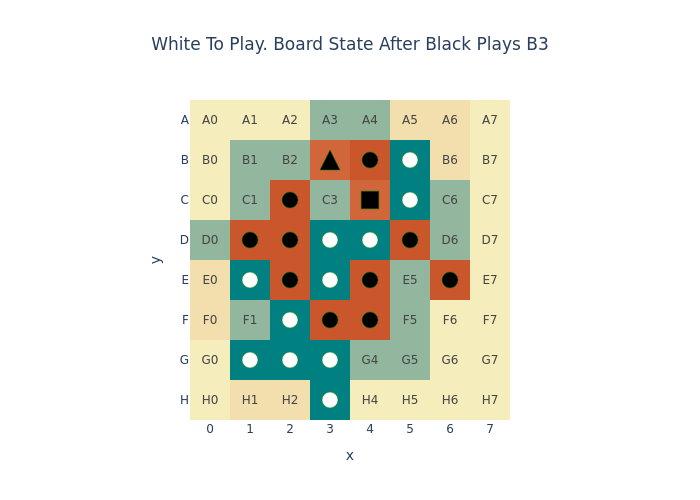 White To Play. Board State After Black Plays B3
A A0 A1 A2 A3 A4 A5 A6 A7
B B0 B1 B2 B6 B7
C C0 C1 C3 C6 C7
D D0 D6 D7
y
E E0 E5 E7
F F0 F1 F5 F6 F7
G G0 G4 G5 G6 G7
H H0 H1 H2 H4 H5 H6 H7
0 1 2 3 4 5 6 7
x